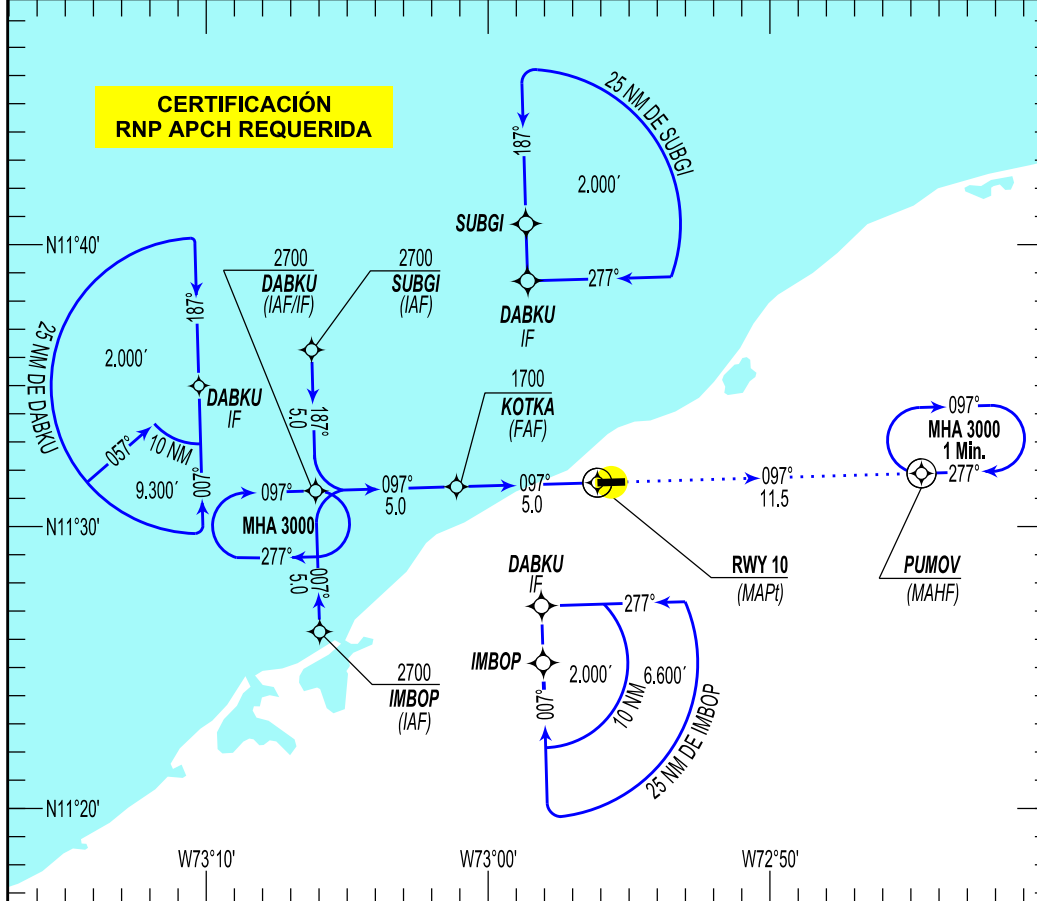 CERTIFICACIÓN
RNP APCH REQUERIDA
25 NM DE SUBGI
187°
2.000´
SUBGI
277°
DABKU
IF
N11°40'
2700
DABKU
(IAF/IF)
2700
SUBGI
(IAF)
25 NM DE DABKU
187°
2.000´
DABKU
IF
057°
10 NM
9.300´
007°
187°
5.0
1700
KOTKA
(FAF)
097°
MHA 3000
1 Min.
277°
097°
MHA 3000
277°
097°
5.0
097°
5.0
097°
11.5
N11°30'
007°
5.0
RWY 10
(MAPt)
PUMOV
(MAHF)
DABKU
IF
277°
IMBOP
2.000´
6.600´
10 NM
007°
25 NM DE IMBOP
2700
IMBOP
(IAF)
N11°20'
W73°10'
W73°00'
W72°50'